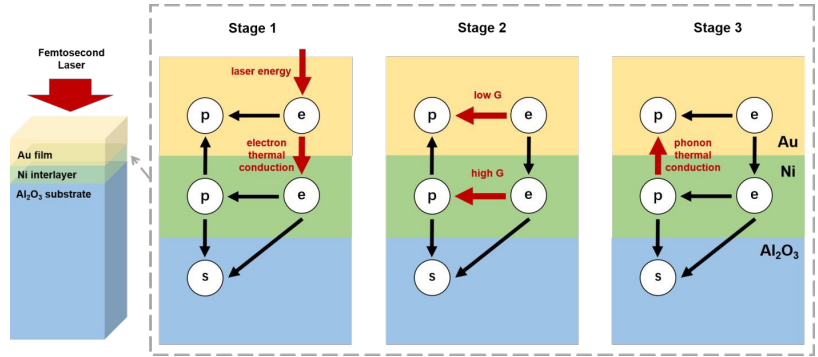 Femtosecond
Laser
Au film
Ni interlayer
Al₂O₃ substrate
Stage 1
laser energy
p
e
electron
thermal
conduction
p
e
s
Stage 2
low G
p
e
high G
p
e
s
Stage 3
p
e
Au
phonon
thermal
conduction
Ni
p
e
Al₂O₃
s